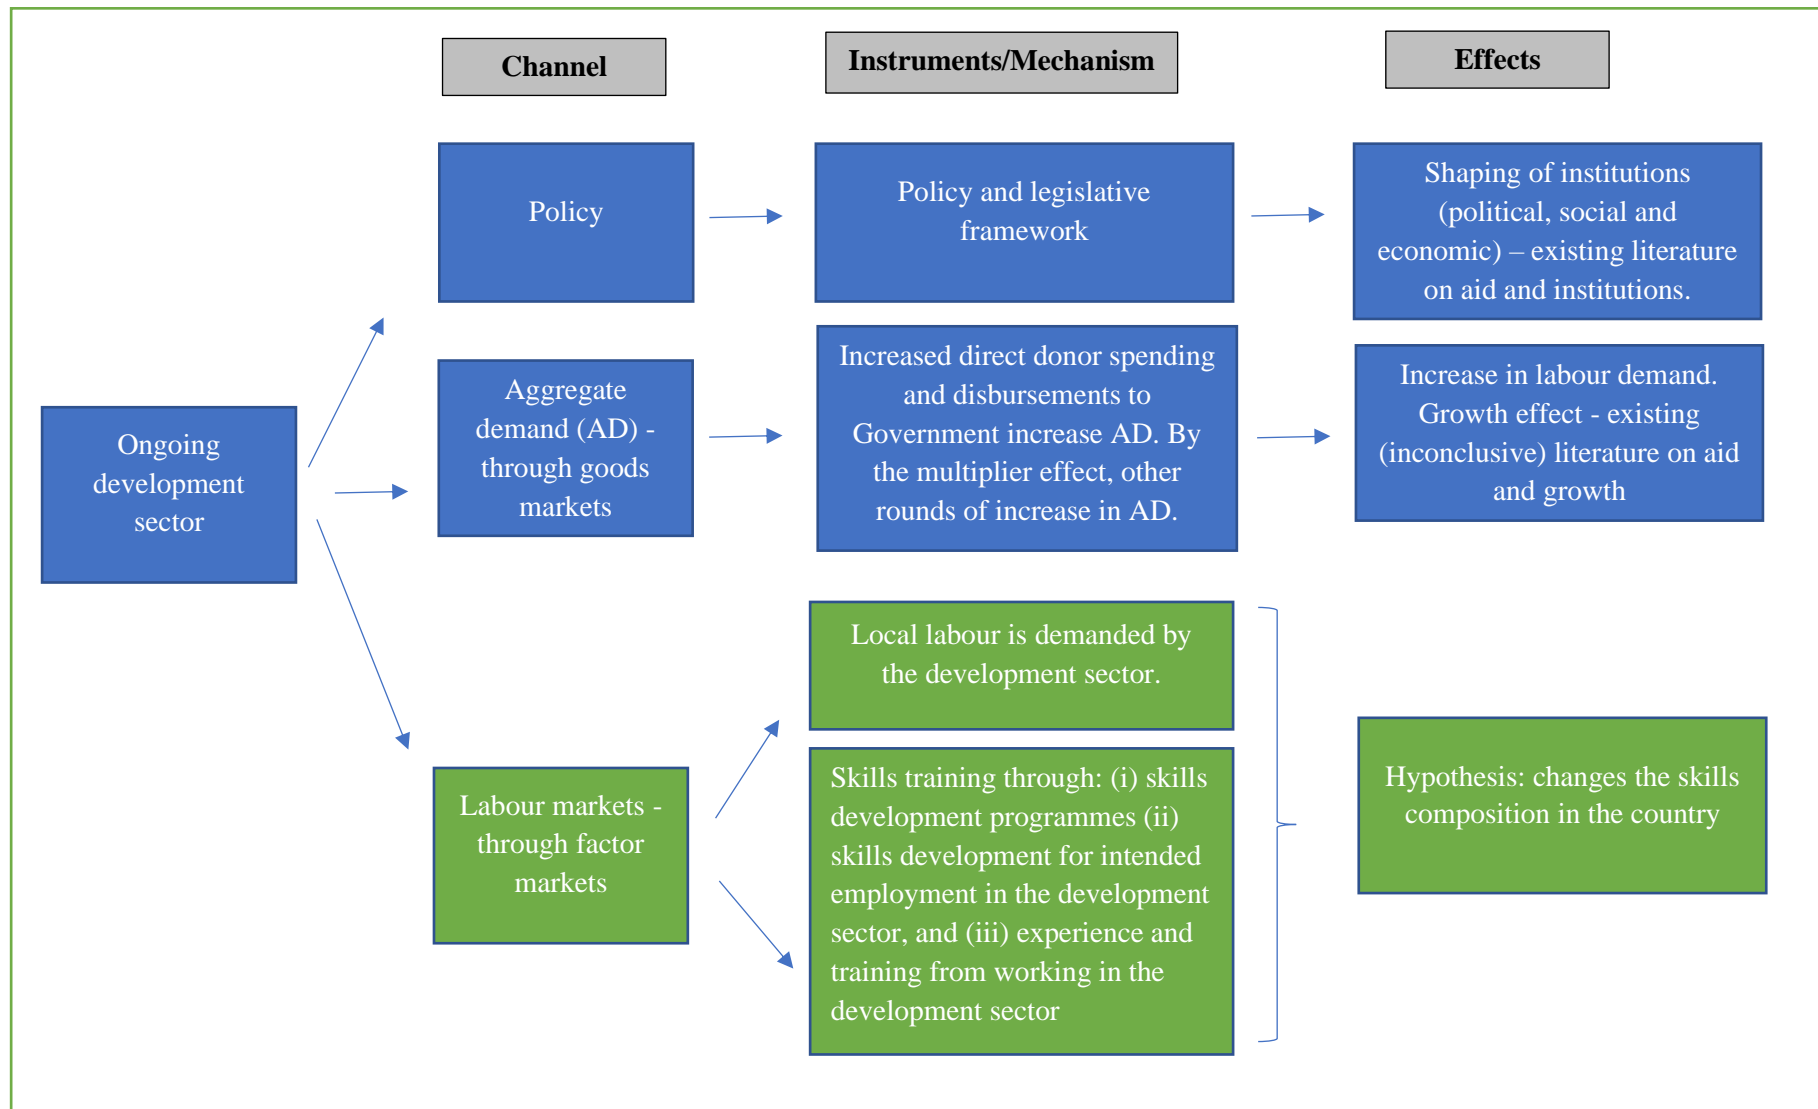 Channel
Instruments/Mechanism
Effects
Policy
Policy and legislative
framework
Shaping of institutions
(political, social and
economic) – existing literature
on aid and institutions.
Ongoing
development
sector
Aggregate
demand (AD) -
through goods
markets
Increased direct donor spending
and disbursements to
Government increase AD. By
the multiplier effect, other
rounds of increase in AD.
Increase in labour demand.
Growth effect - existing
(inconclusive) literature on aid
and growth
Labour markets -
through factor
markets
Local labour is demanded by
the development sector.
Skills training through: (i) skills
development programmes (ii)
skills development for intended
employment in the development
sector, and (iii) experience and
training from working in the
development sector
Hypothesis: changes the skills
composition in the country